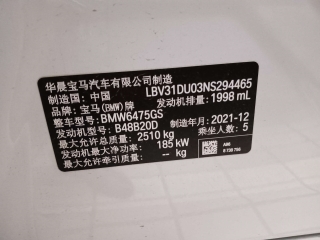 华晨宝马汽车有限公司制造
制造国：中国 LBV31DU03NS294465
品牌：宝马(BMW)牌 发动机排量：1998 mL
整车型号：BMW6475GS
发动机型号：B48B20D 制造年月：2021-12
最大允许总质量：2510 kg 乘坐人数：5
发动机最大净功率：185 kW
最大允许牵引质量：-- kg